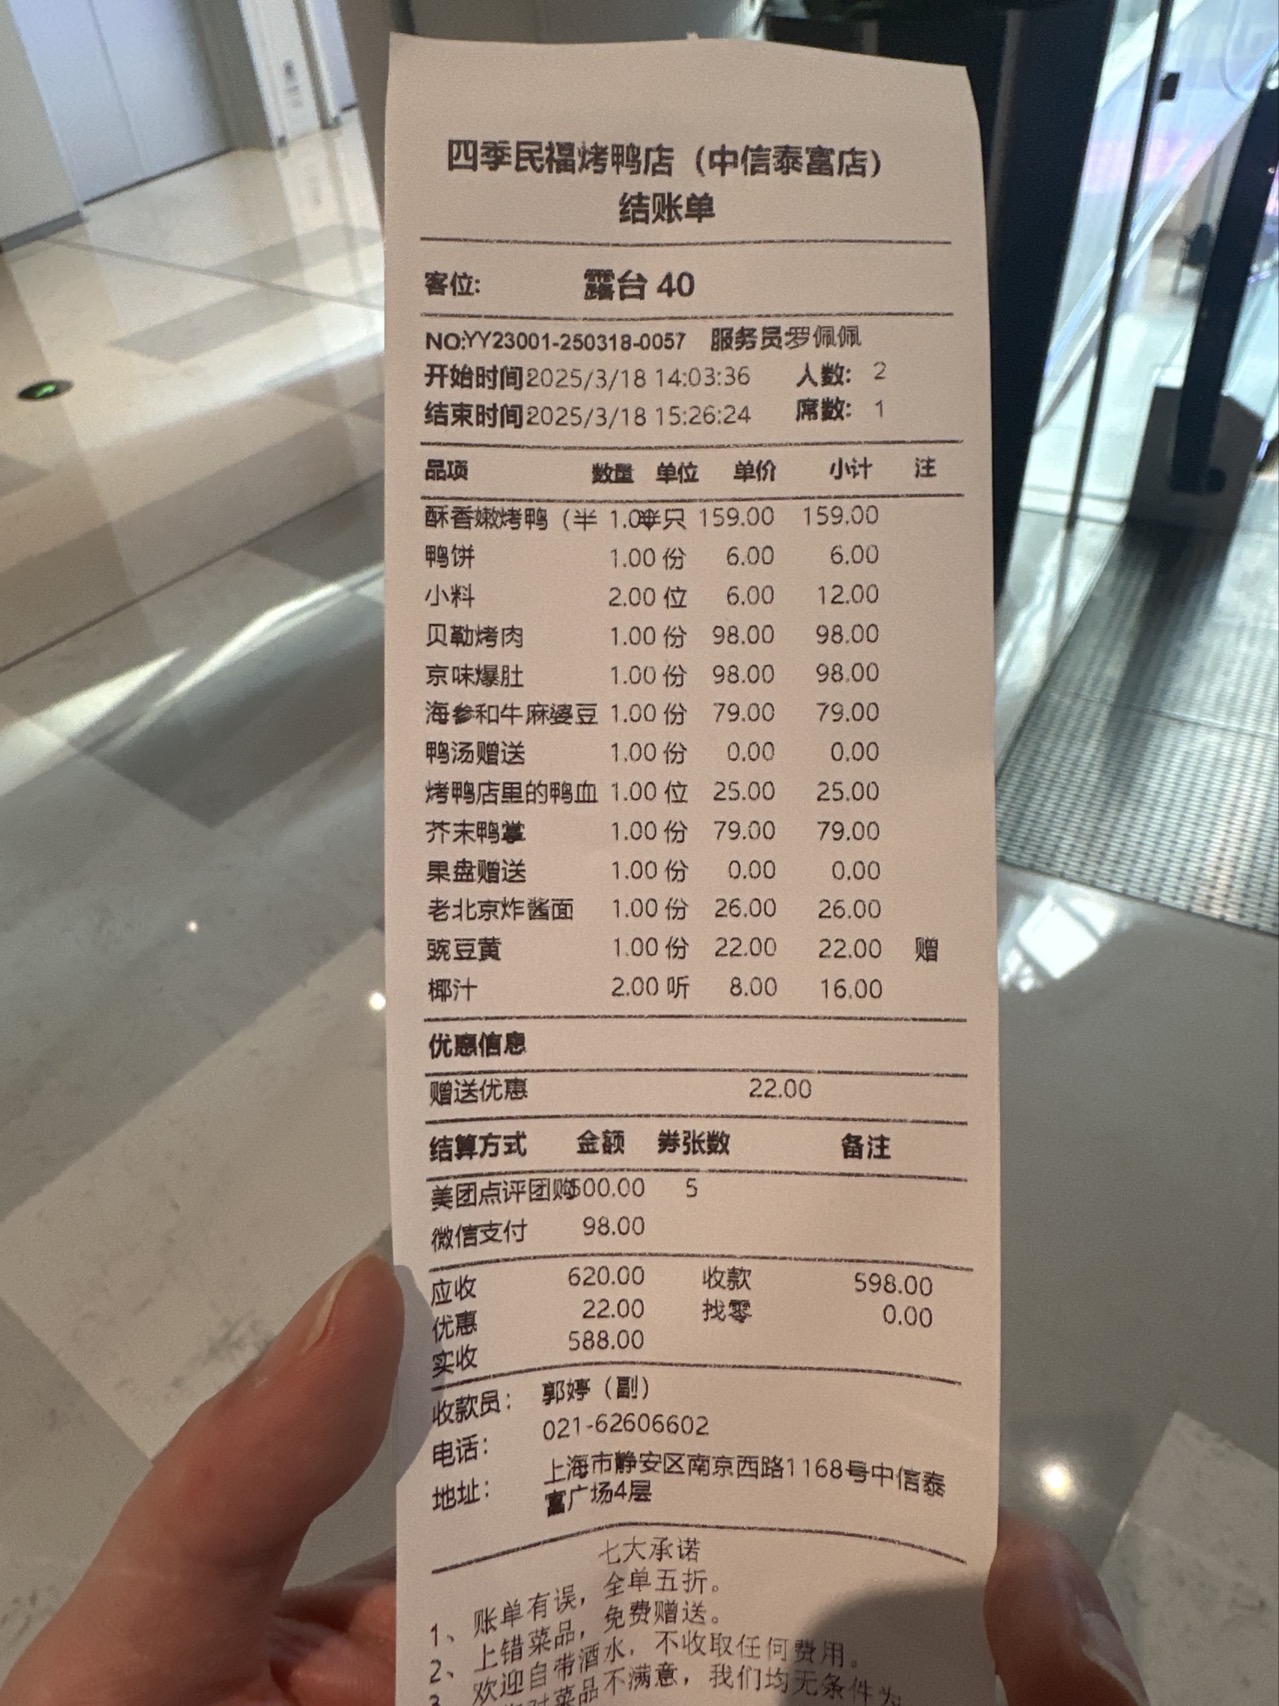 四季民福烤鸭店（中信泰富店）
结账单
客位: 露台 40
NO:YY23001-250318-0057 服务员罗佩佩
开始时间2025/3/18 14:03:36 人数: 2
结束时间2025/3/18 15:26:24 席数: 1
品项 数量 单位 单价 小计 注
酥香嫩烤鸭（半 1.00半只 159.00 159.00
鸭饼 1.00 份 6.00 6.00
小料 2.00 位 6.00 12.00
贝勒烤肉 1.00 份 98.00 98.00
京味爆肚 1.00 份 98.00 98.00
海参和牛麻婆豆 1.00 份 79.00 79.00
鸭汤赠送 1.00 份 0.00 0.00
烤鸭店里的鸭血 1.00 位 25.00 25.00
芥末鸭掌 1.00 份 79.00 79.00
果盘赠送 1.00 份 0.00 0.00
老北京炸酱面 1.00 份 26.00 26.00
豌豆黄 1.00 份 22.00 22.00 赠
椰汁 2.00 听 8.00 16.00
优惠信息
赠送优惠 22.00
结算方式 金额 券张数 备注
美团点评团购500.00 5
微信支付 98.00
应收 620.00 收款 598.00
优惠 22.00 找零 0.00
实收 588.00
收款员: 郭婷（副）
电话: 021-62606602
地址: 上海市静安区南京西路1168号中信泰
富广场4层
七大承诺
1、账单有误，全单五折。
2、上错菜品，免费赠送。
3、欢迎自带酒水，不收取任何费用。
对菜品不满意，我们均无条件为